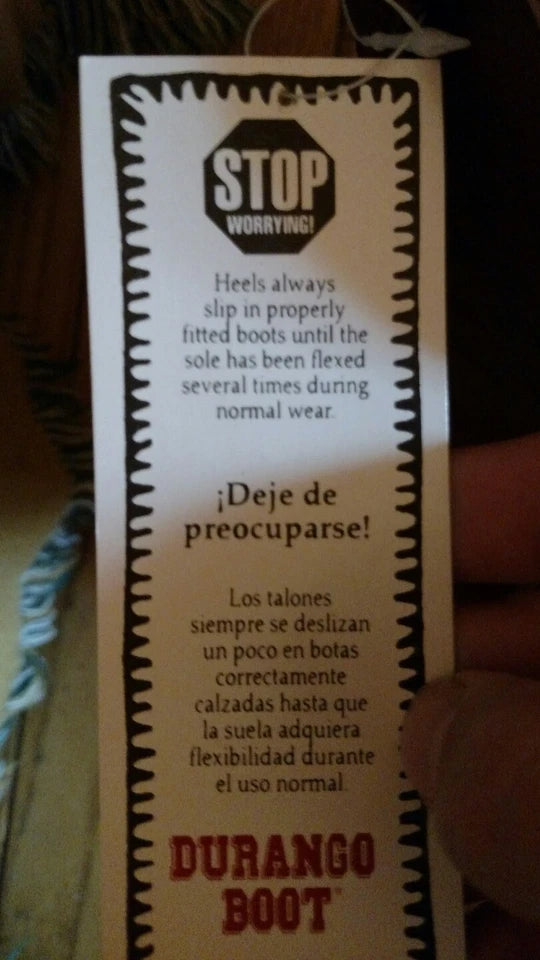 STOP
WORRYING!
Heels always
slip in properly
fitted boots until the
sole has been flexed
several times during
normal wear.
¡Deje de
preocuparse!
Los talones
siempre se deslizan
un poco en botas
correctamente
calzadas hasta que
la suela adquiera
flexibilidad durante
el uso normal.
DURANGO
BOOT™